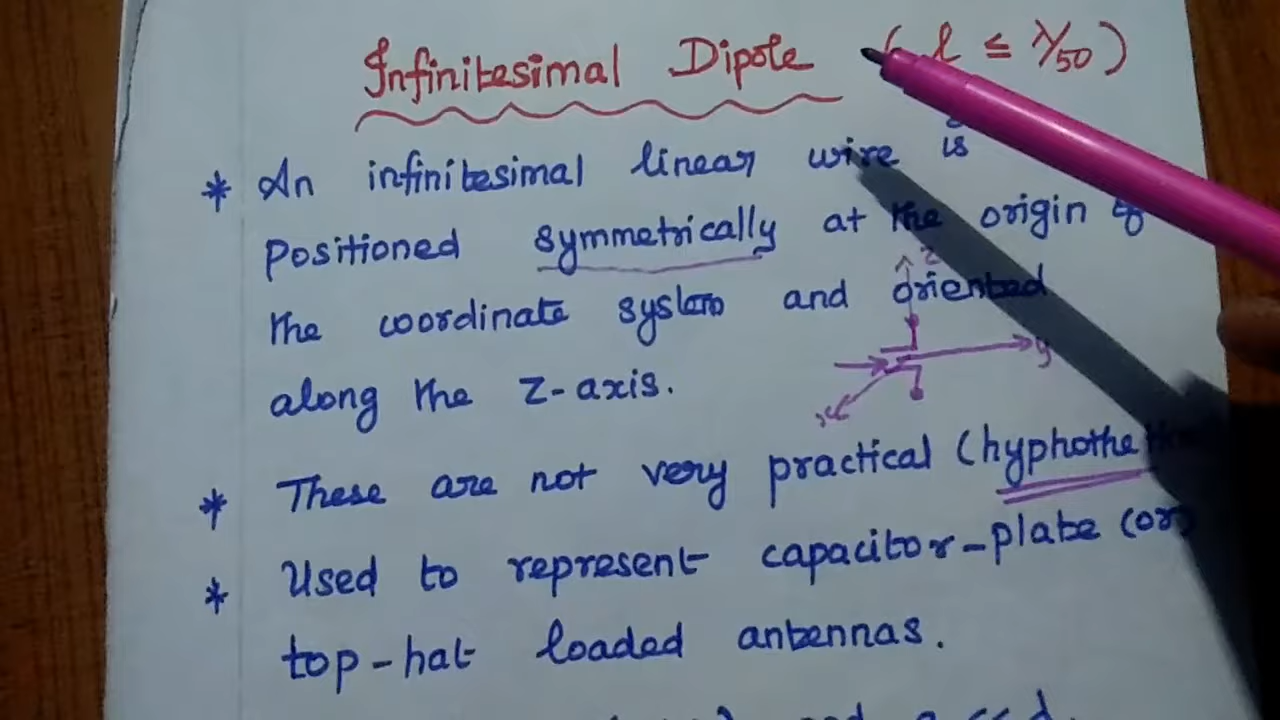 Infinitesimal Dipole ( l ≤ λ/50 )
* An infinitesimal linear wire is
positioned symmetrically at the origin of
the coordinate system and oriented
along the z-axis.
z
y
x
* These are not very practical (hyphothe
* Used to represent capacitor-plate (or)
top-hat loaded antennas.